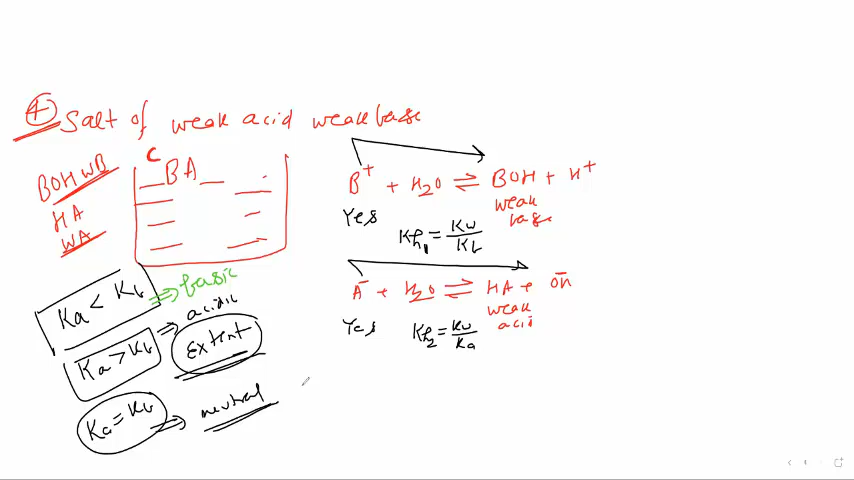 ④ Salt of weak acid weak base
BOH WB
HA
WA
C
BA
B⁺ + H₂O ⇌ BOH + H⁺
weak
base
Yes
Kh₁ = Kw/Kb
A⁻ + H₂O ⇌ HA + OH⁻
weak
acid
Yes
Kh₂ = Kw/Ka
Ka < Kb ⇒ basic
Ka > Kb ⇒ acidic
Extent
Ka = Kb ⇒ neutral